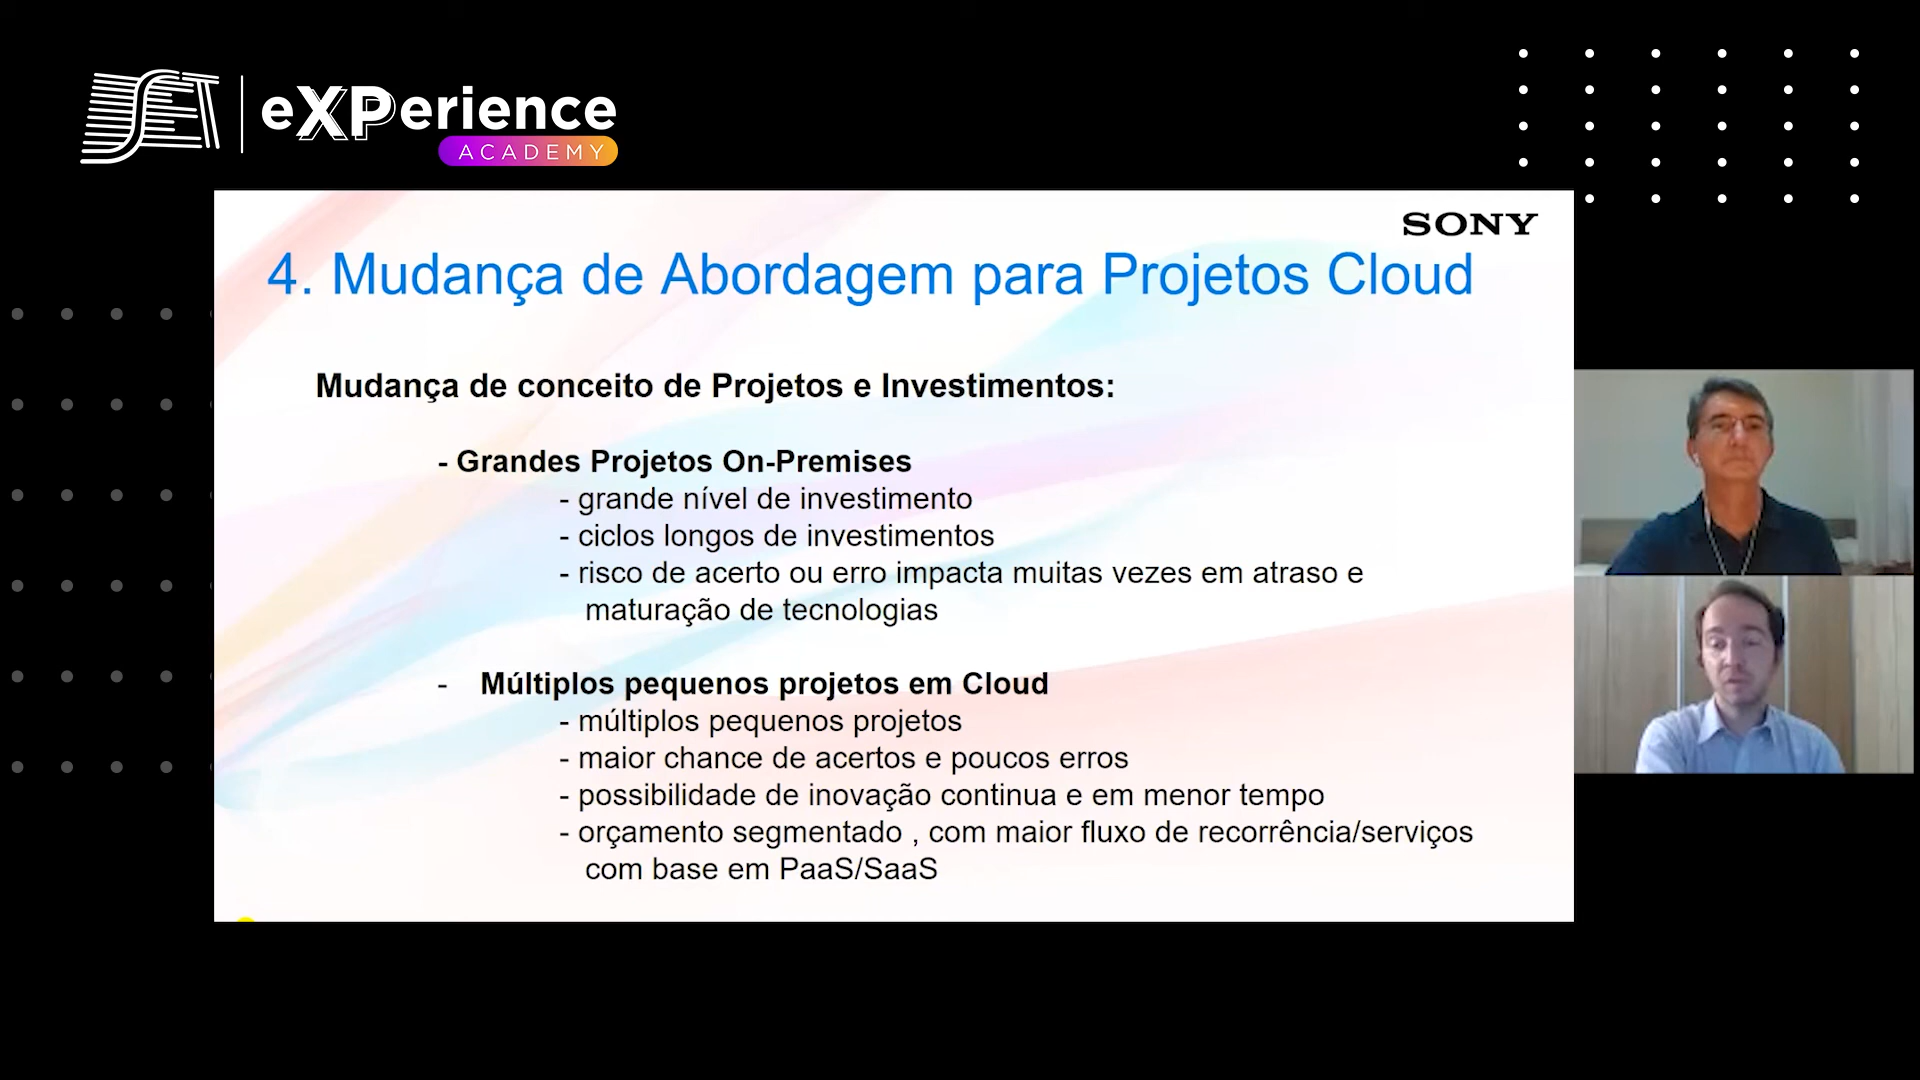 SET
eXPerience
ACADEMY
SONY
4. Mudança de Abordagem para Projetos Cloud
Mudança de conceito de Projetos e Investimentos:
- Grandes Projetos On-Premises
- grande nível de investimento
- ciclos longos de investimentos
- risco de acerto ou erro impacta muitas vezes em atraso e
maturação de tecnologias
- Múltiplos pequenos projetos em Cloud
- múltiplos pequenos projetos
- maior chance de acertos e poucos erros
- possibilidade de inovação continua e em menor tempo
- orçamento segmentado , com maior fluxo de recorrência/serviços
com base em PaaS/SaaS